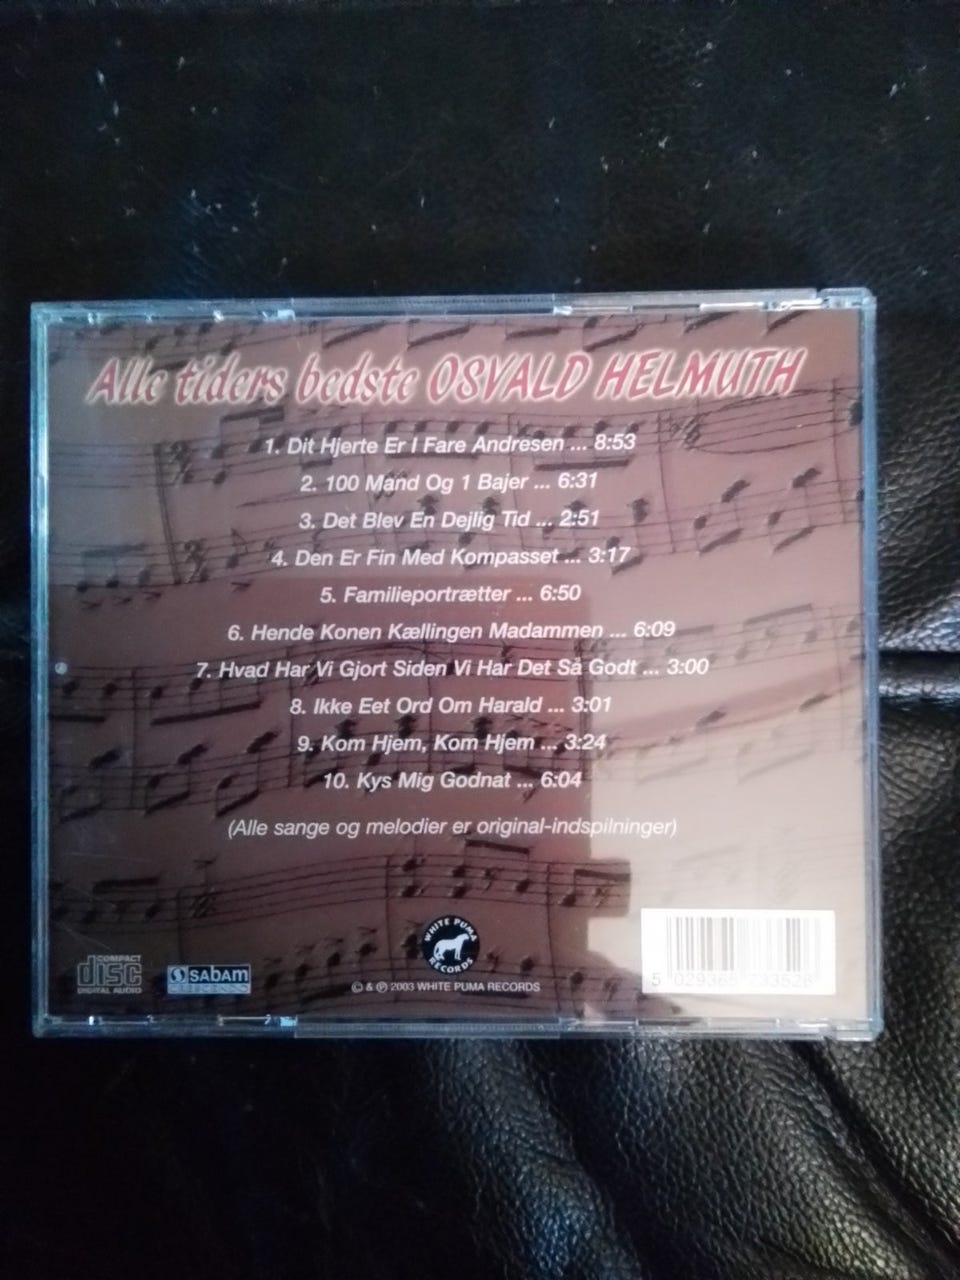 Alle tiders bedste OSVALD HELMUTH
1. Dit Hjerte Er I Fare Andresen ... 8:53
2. 100 Mand Og 1 Bajer ... 6:31
3. Det Blev En Dejlig Tid ... 2:51
4. Den Er Fin Med Kompasset ... 3:17
5. Familieportrætter ... 6:50
6. Hende Konen Kællingen Madammen ... 6:09
7. Hvad Har Vi Gjort Siden Vi Har Det Så Godt ... 3:00
8. Ikke Eet Ord Om Harald ... 3:01
9. Kom Hjem, Kom Hjem ... 3:24
10. Kys Mig Godnat ... 6:04
(Alle sange og melodier er original-indspilninger)
COMPACT
disc
DIGITAL AUDIO
sabam
WHITE PUMA
RECORDS
© & ℗ 2003 WHITE PUMA RECORDS
5 029365 733526